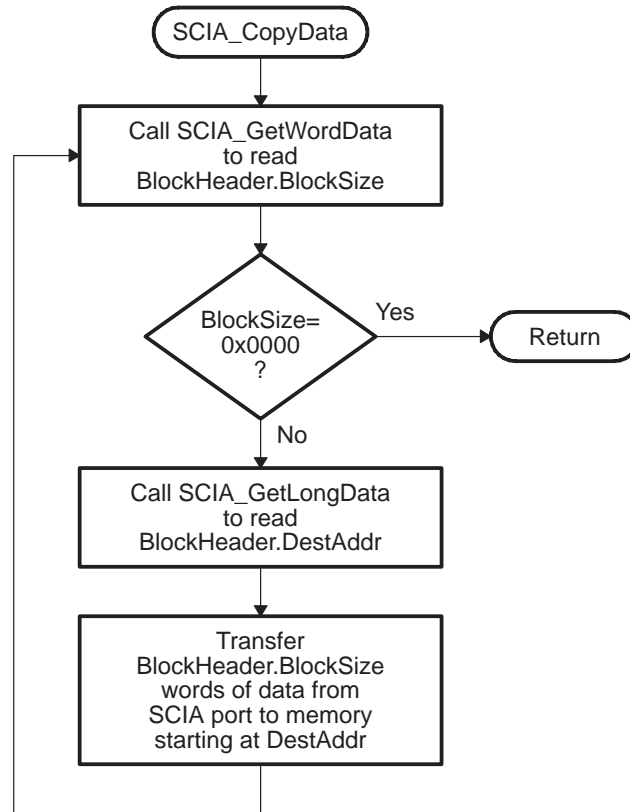 SCIA_CopyData
Call SCIA_GetWordData
to read
BlockHeader.BlockSize
BlockSize=
0x0000
?
Yes
Return
No
Call SCIA_GetLongData
to read
BlockHeader.DestAddr
Transfer
BlockHeader.BlockSize
words of data from
SCIA port to memory
starting at DestAddr